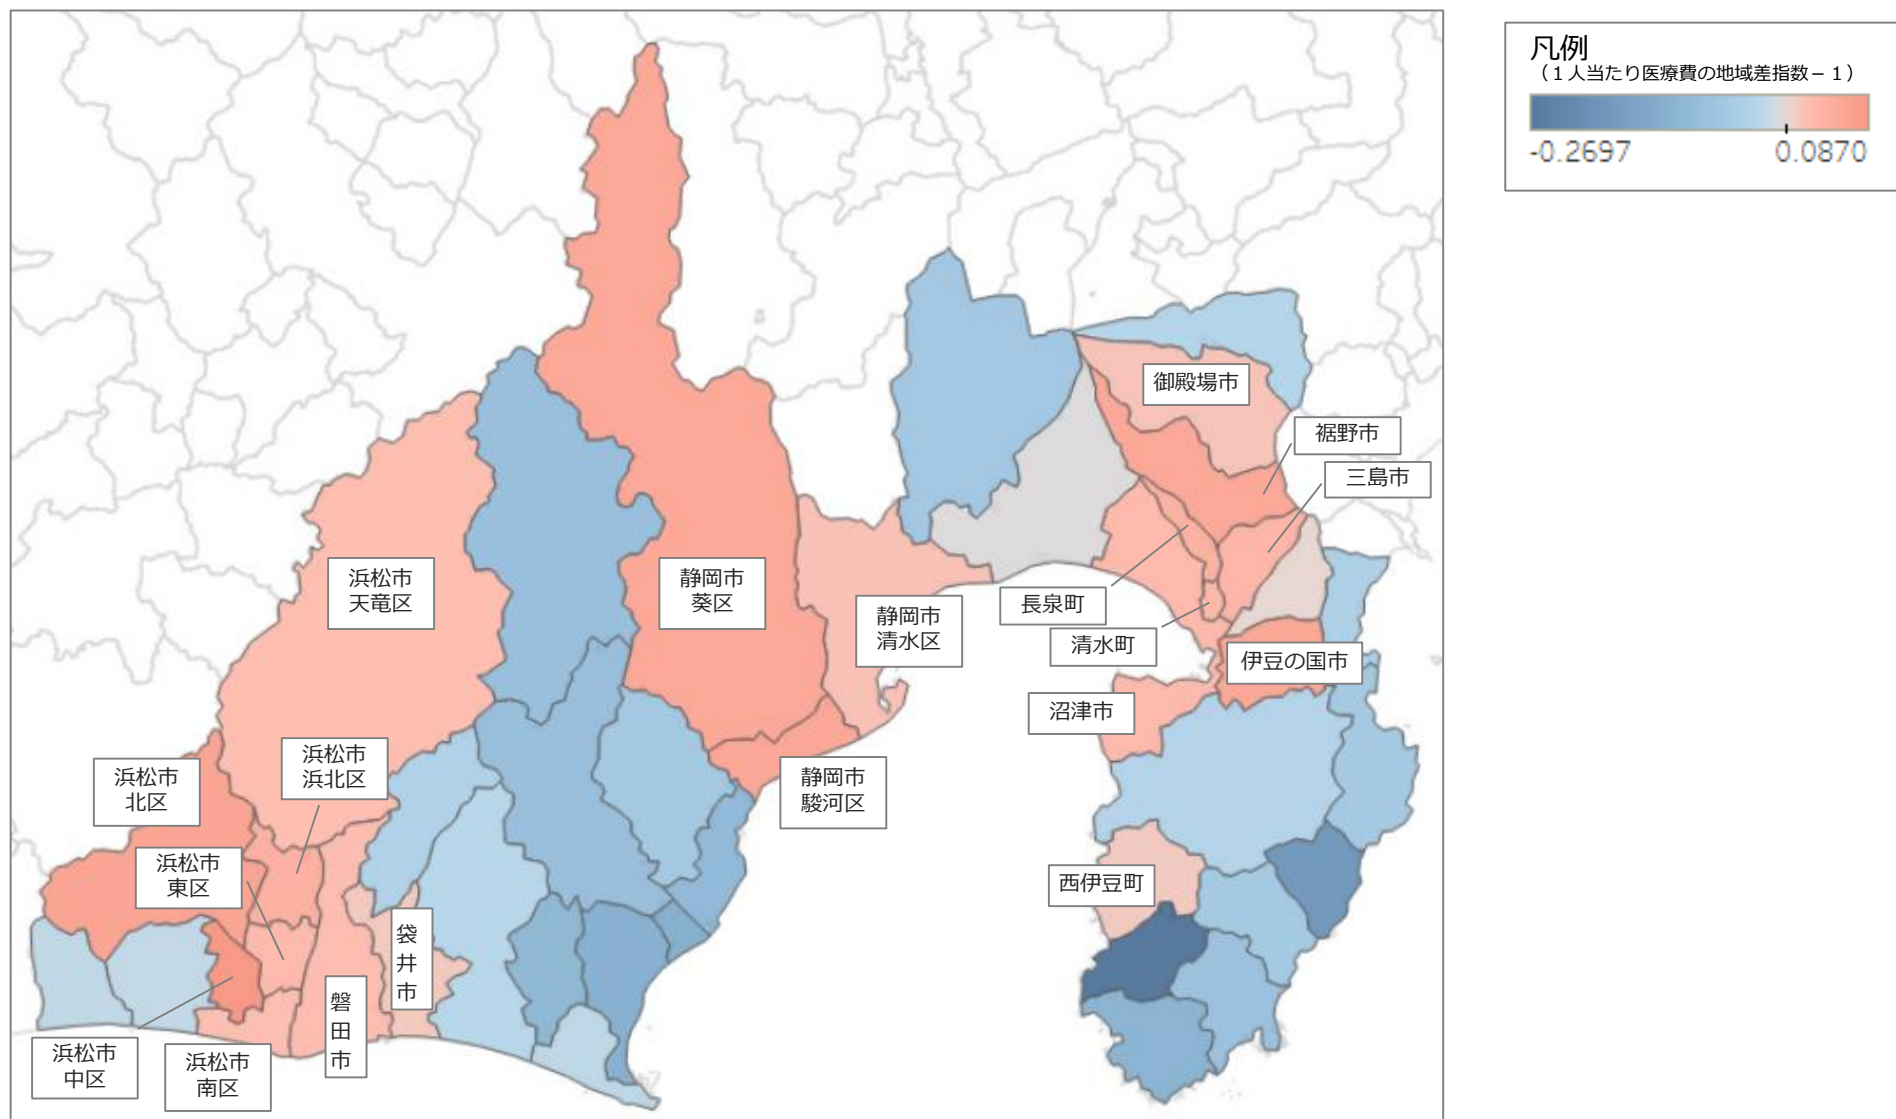 凡例
（１人当たり医療費の地域差指数－１）
-0.2697
0.0870
御殿場市
裾野市
三島市
浜松市
天竜区
静岡市
葵区
静岡市
清水区
長泉町
清水町
伊豆の国市
沼津市
浜松市
浜北区
浜松市
北区
静岡市
駿河区
浜松市
東区
西伊豆町
袋
井
市
磐
田
市
浜松市
中区
浜松市
南区